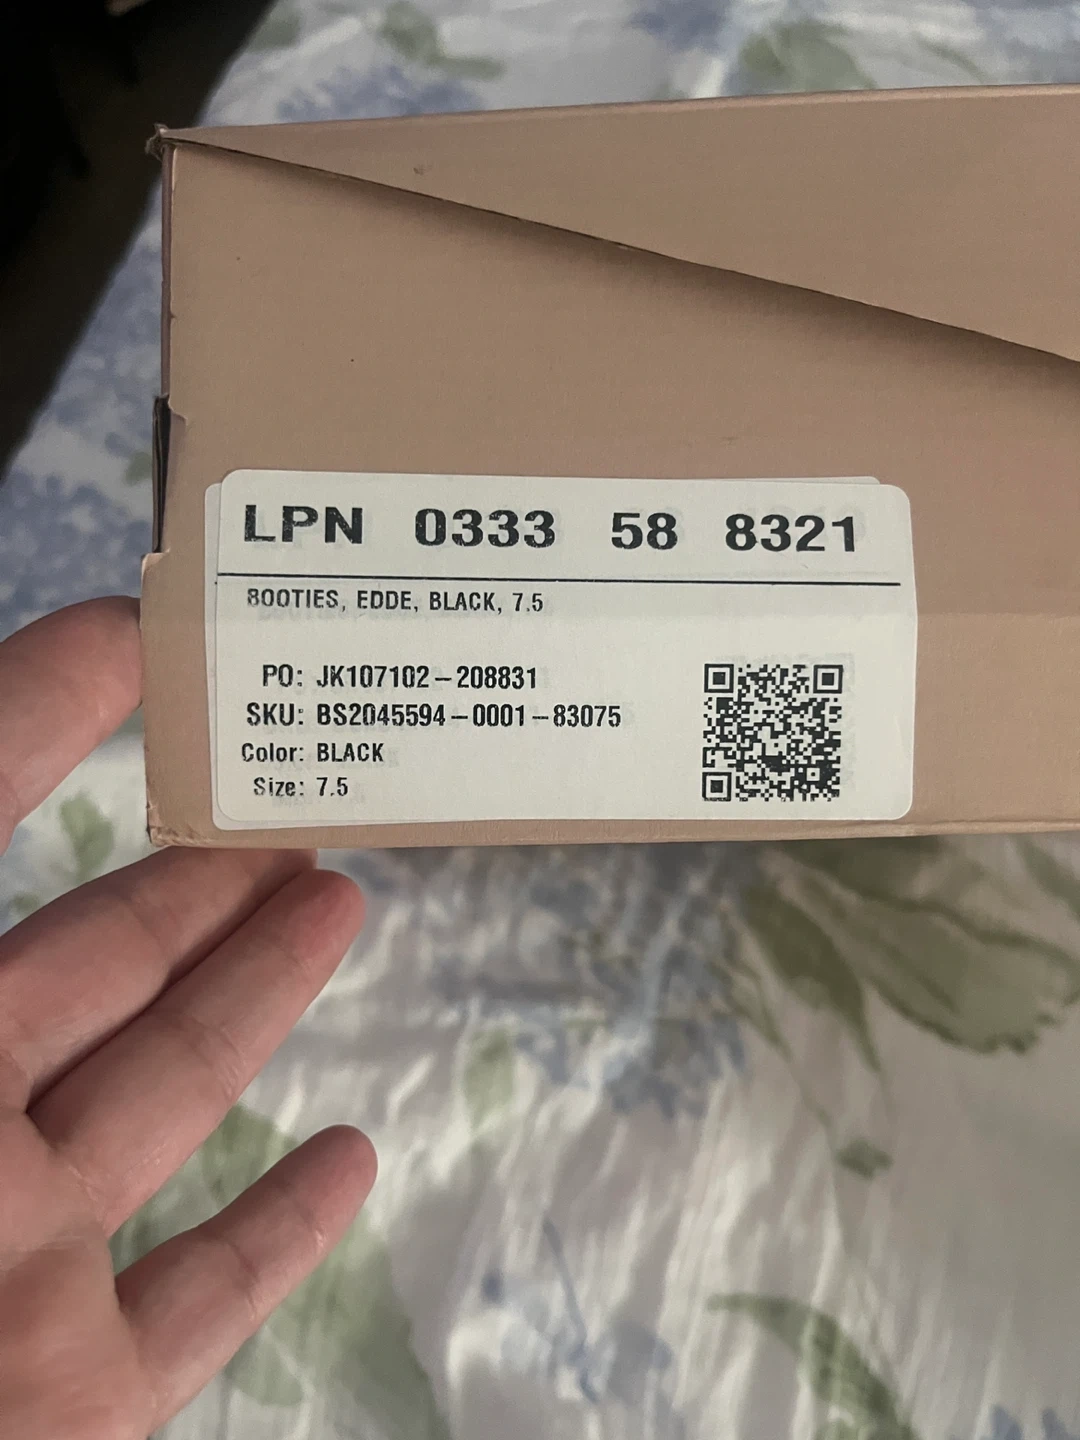 LPN 0333 58 8321
BOOTIES, EDDE, BLACK, 7.5
PO: JK107102-208831
SKU: BS2045594-0001-83075
Color: BLACK
Size: 7.5